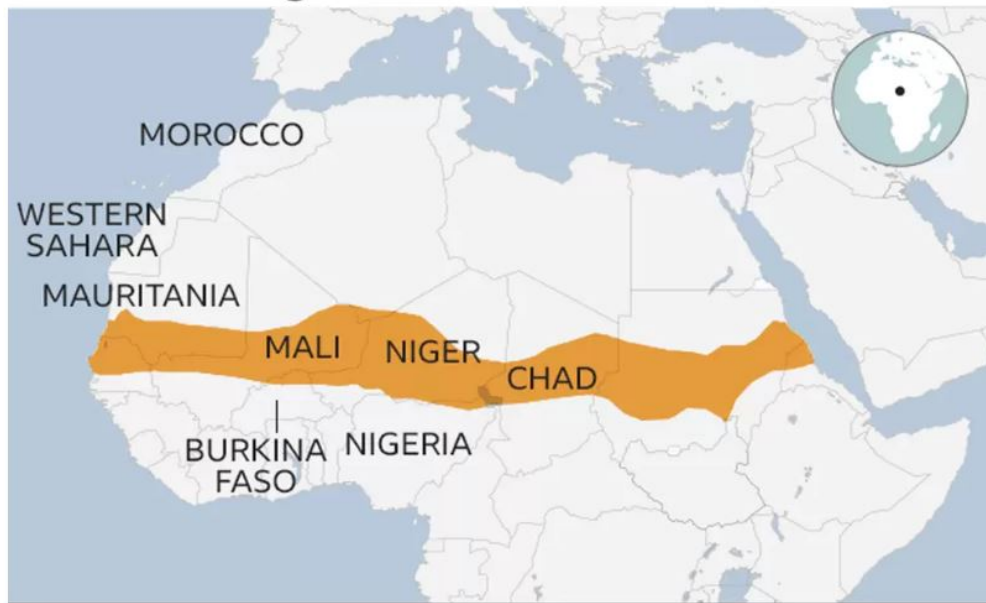 MOROCCO
WESTERN
SAHARA
MAURITANIA
MALI
NIGER
CHAD
BURKINA
FASO
NIGERIA